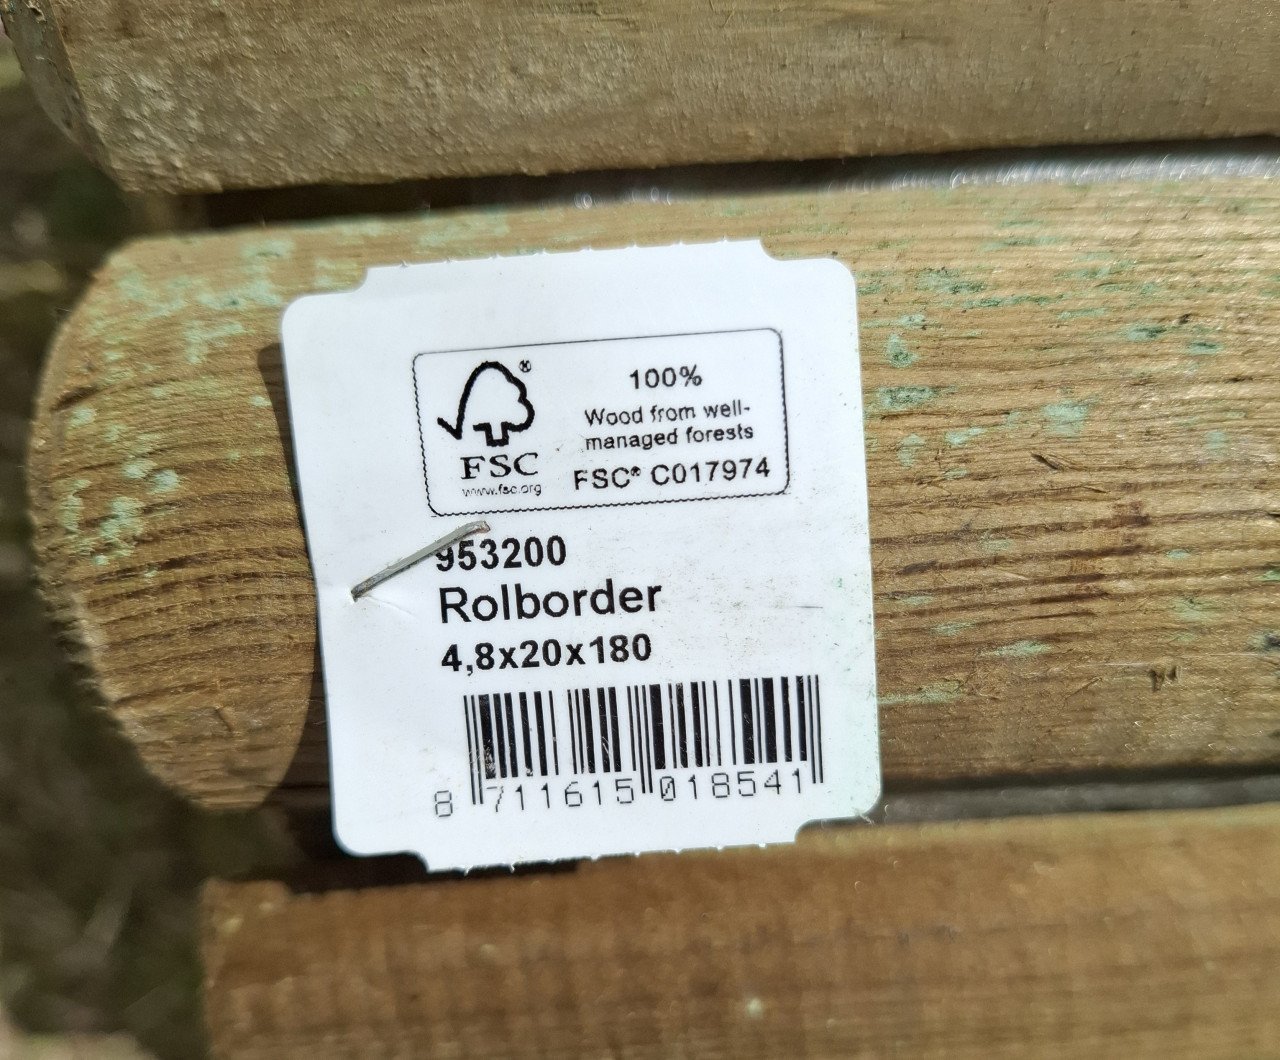 100%
Wood from well-
managed forests
FSC® C017974
®
FSC
www.fsc.org
953200
Rolborder
4,8x20x180
8 711615 018541